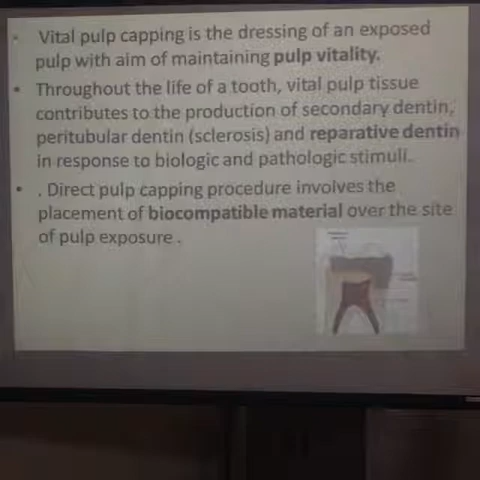 • Vital pulp capping is the dressing of an exposed
pulp with aim of maintaining pulp vitality.
• Throughout the life of a tooth, vital pulp tissue
contributes to the production of secondary dentin,
peritubular dentin (sclerosis) and reparative dentin
in response to biologic and pathologic stimuli.
• . Direct pulp capping procedure involves the
placement of biocompatible material over the site
of pulp exposure .